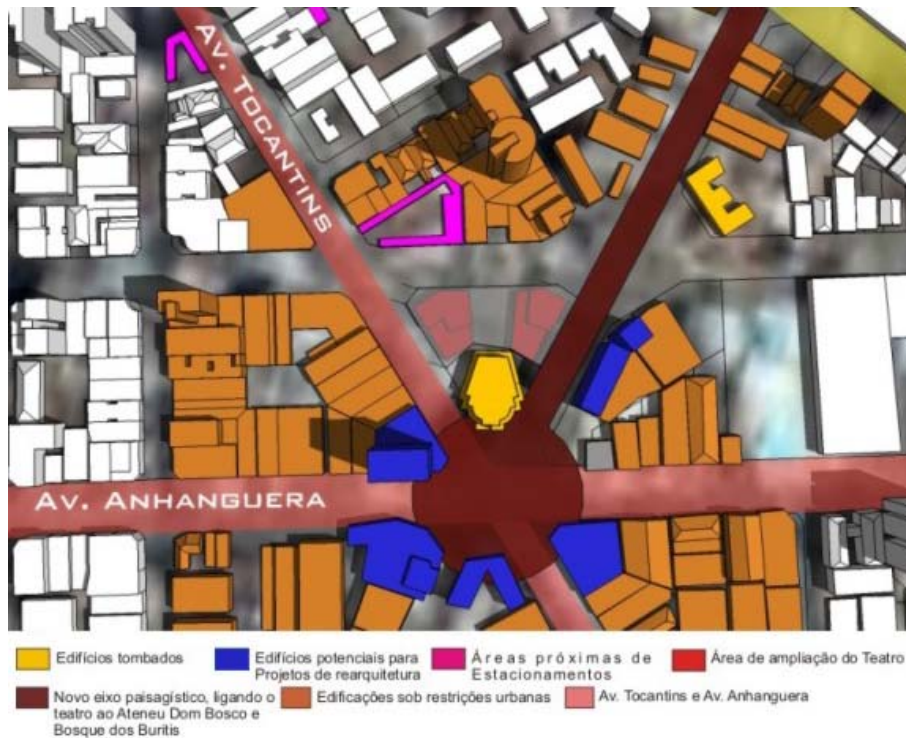 AV. TOCANTINS
AV. ANHANGUERA
Edifícios tombados
Edifícios potenciais para
Projetos de rearquitetura
Áreas próximas de
Estacionamentos
Área de ampliação do Teatro
Novo eixo paisagístico, ligando o
teatro ao Ateneu Dom Bosco e
Bosque dos Buritis
Edificações sob restrições urbanas
Av. Tocantins e Av. Anhanguera